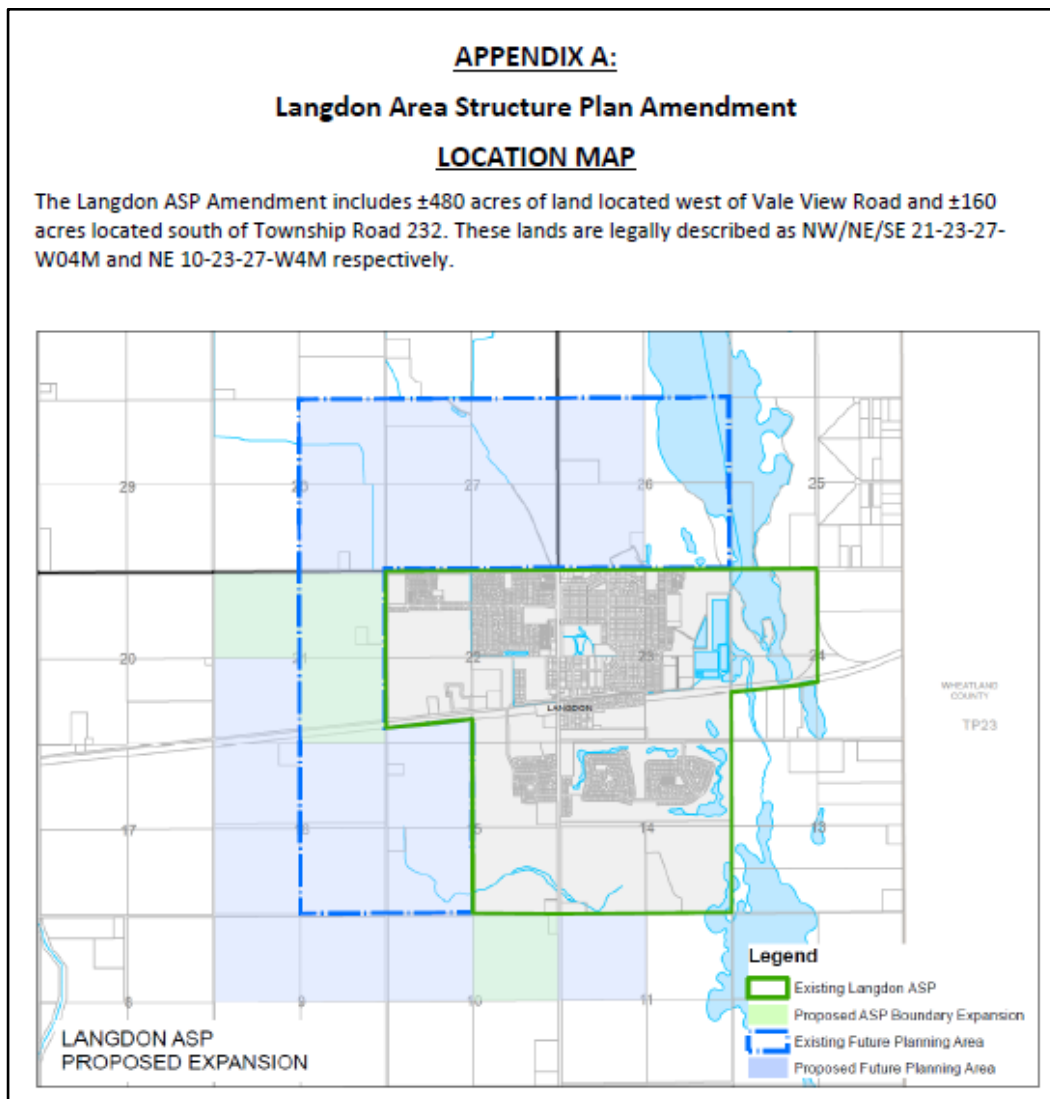 APPENDIX A:
Langdon Area Structure Plan Amendment
LOCATION MAP
The Langdon ASP Amendment includes ±480 acres of land located west of Vale View Road and ±160
acres located south of Township Road 232. These lands are legally described as NW/NE/SE 21-23-27-
W04M and NE 10-23-27-W4M respectively.
29
27
26
25
20
21
22
23
24
LANGDON
WHEATLAND
COUNTY
TP23
17
15
14
13
9
10
11
LANGDON ASP
PROPOSED EXPANSION
Legend
Existing Langdon ASP
Proposed ASP Boundary Expansion
Existing Future Planning Area
Proposed Future Planning Area